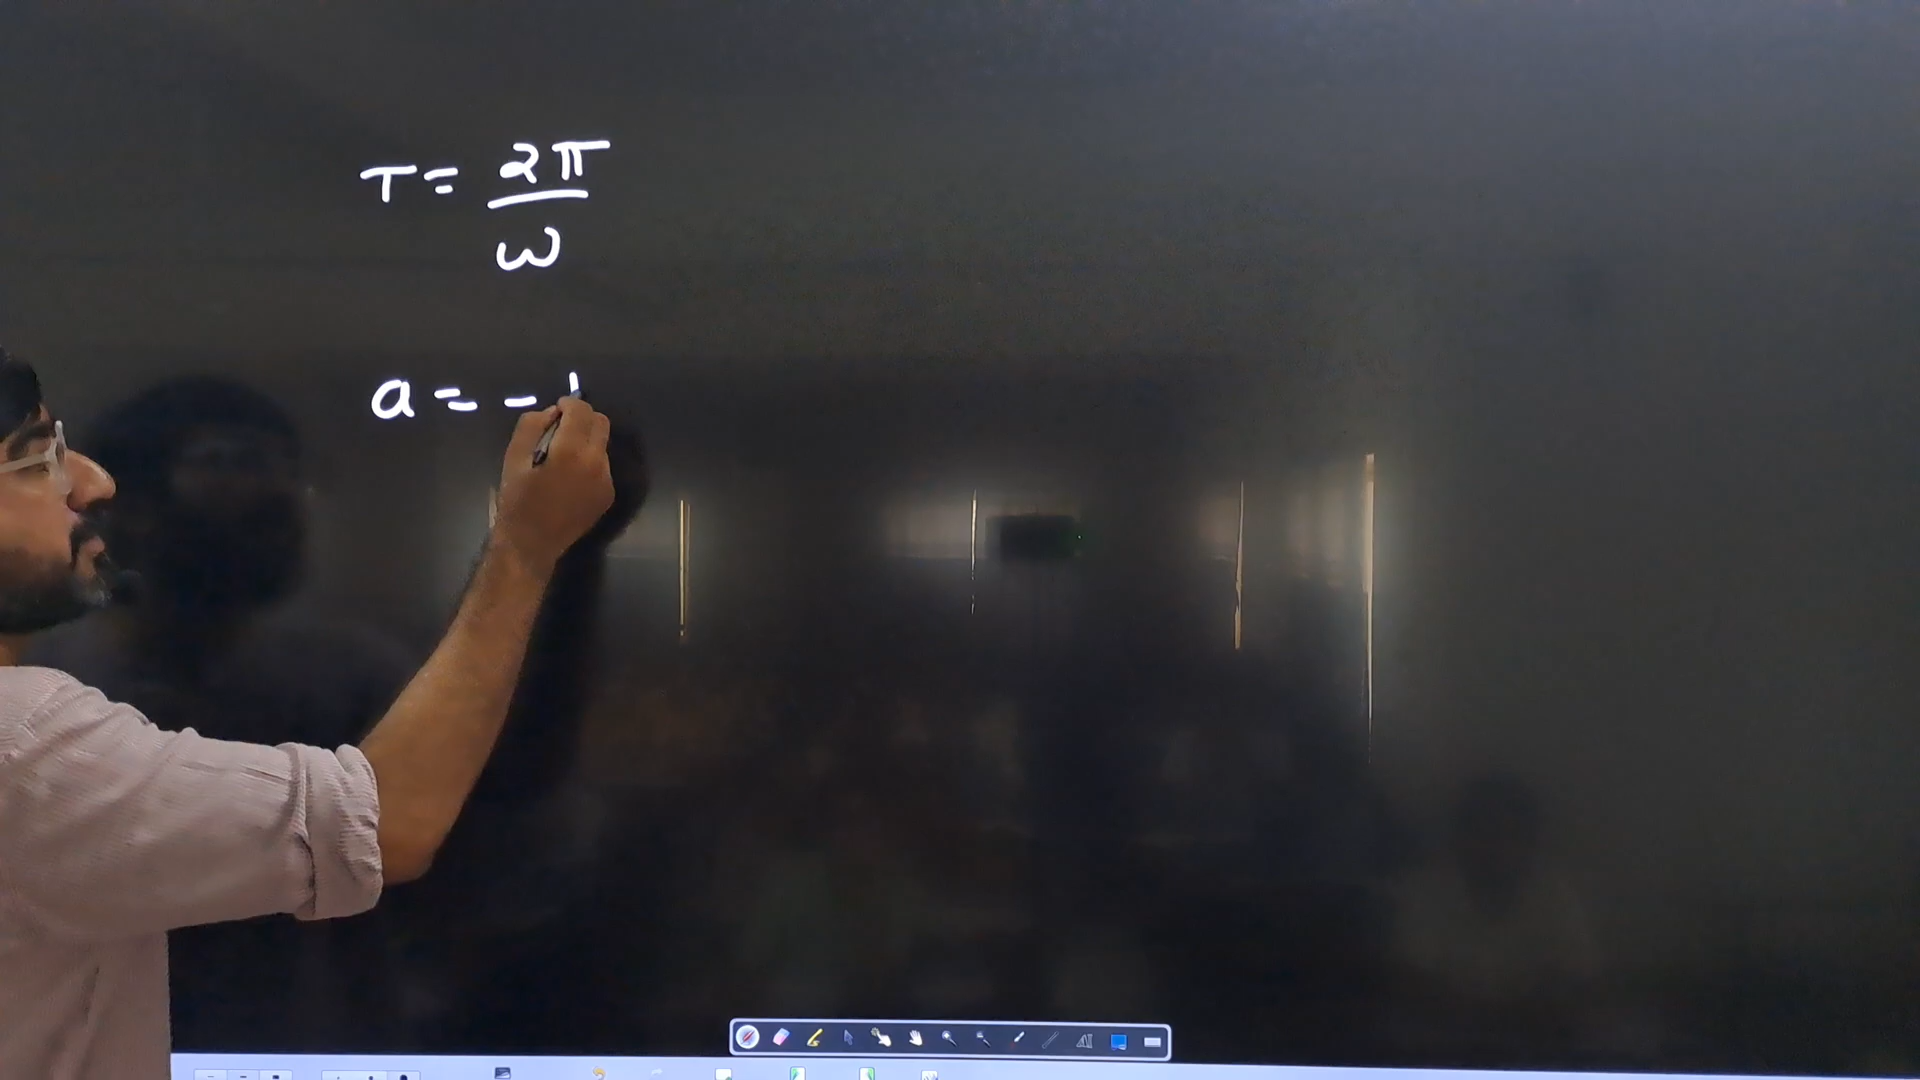 T = 2π
ω
a = -